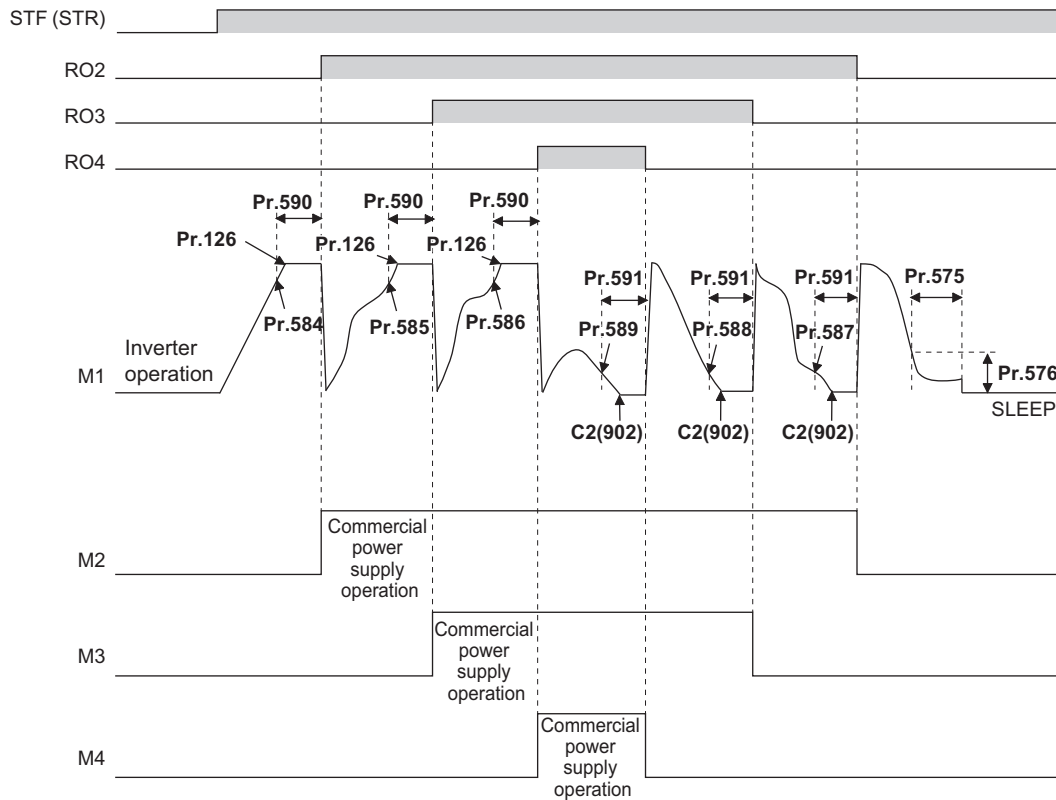 STF (STR)
RO2
RO3
RO4
Pr.590
Pr.590
Pr.590
Pr.126
Pr.126
Pr.126
Pr.591
Pr.591
Pr.591
Pr.575
Pr.584
Pr.585
Pr.586
Pr.589
Pr.588
Pr.587
Inverter
operation
M1
Pr.576
SLEEP
C2(902)
C2(902)
C2(902)
M2
Commercial
power
supply
operation
M3
Commercial
power
supply
operation
M4
Commercial
power
supply
operation